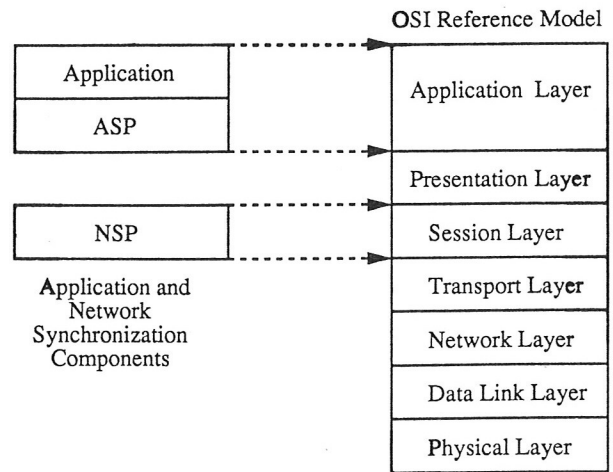 OSI Reference Model
Application
ASP
NSP
Application and
Network
Synchronization
Components
Application Layer
Presentation Layer
Session Layer
Transport Layer
Network Layer
Data Link Layer
Physical Layer